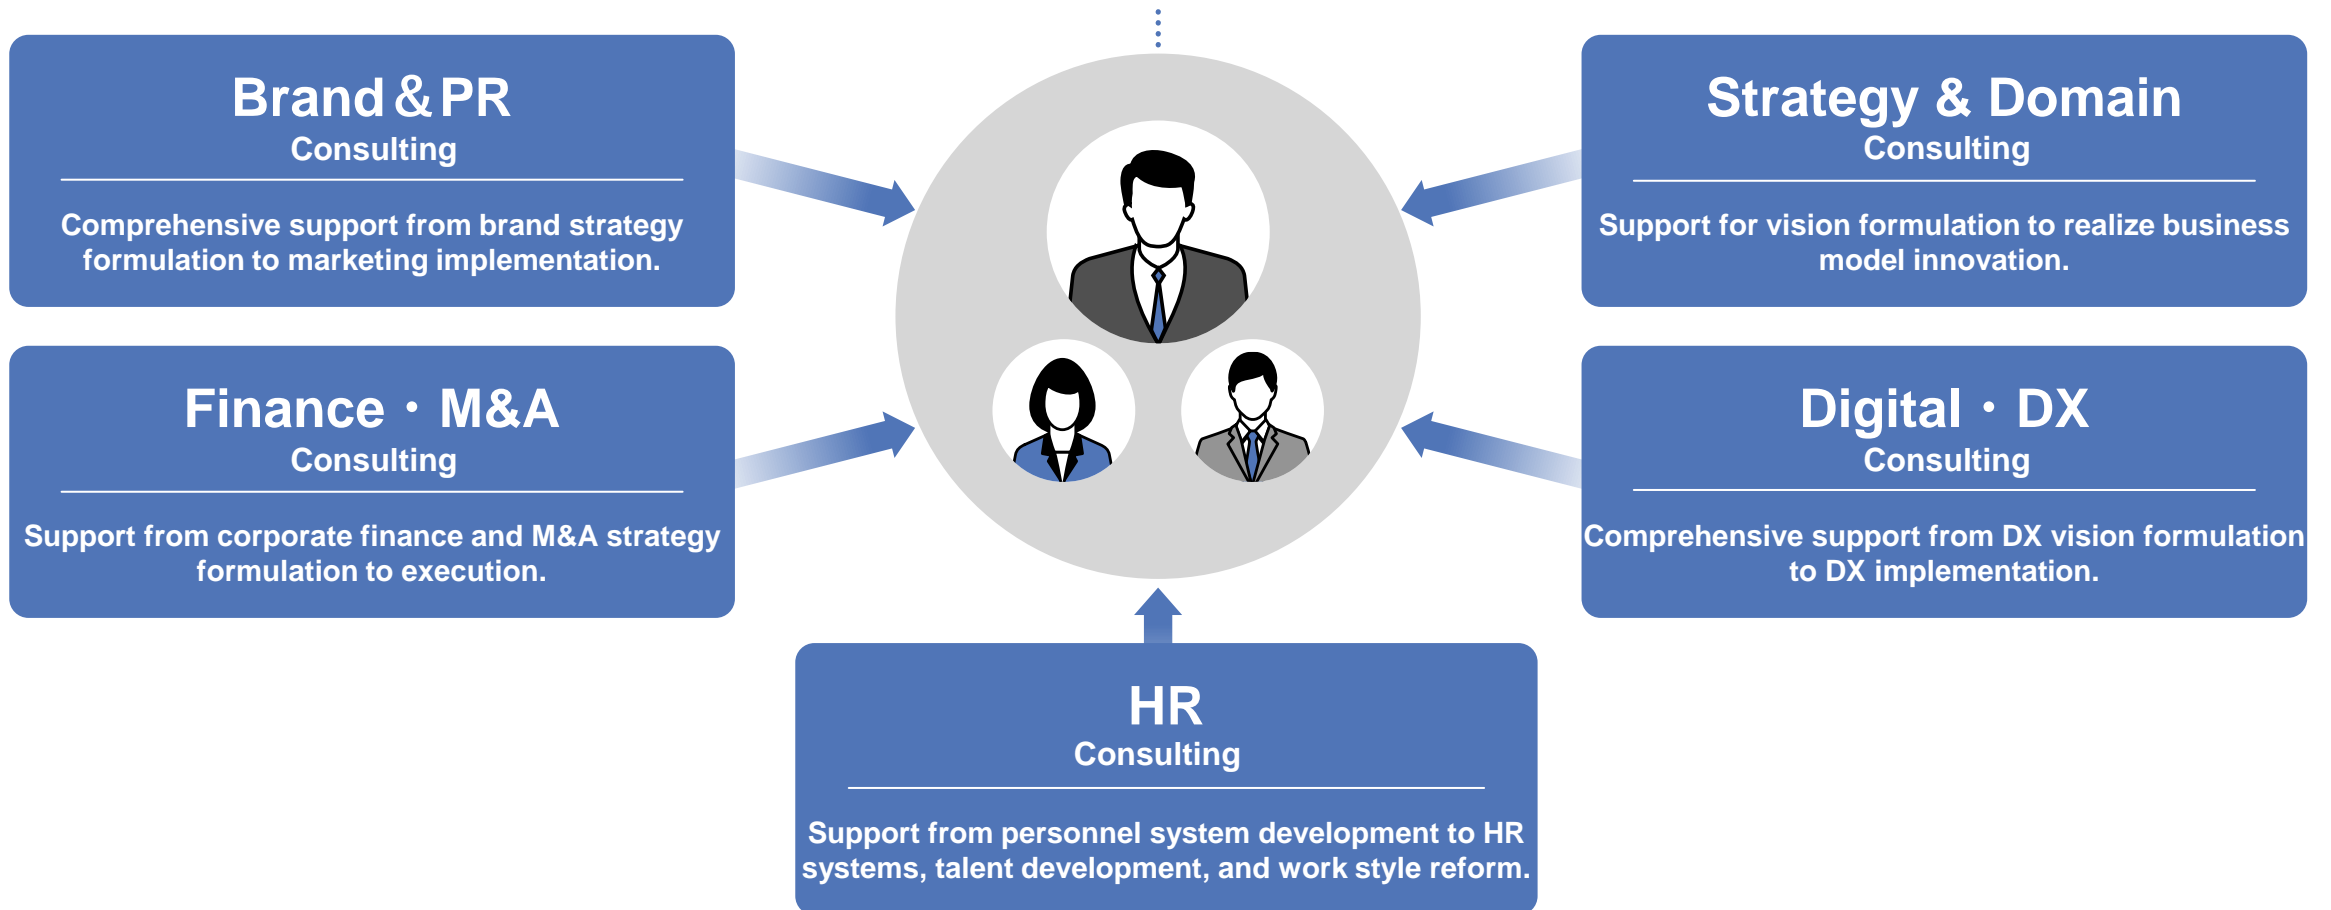 Brand＆PR
Consulting
Comprehensive support from brand strategy
formulation to marketing implementation.
Strategy & Domain
Consulting
Support for vision formulation to realize business
model innovation.
Finance・M&A
Consulting
Support from corporate finance and M&A strategy
formulation to execution.
Digital・DX
Consulting
Comprehensive support from DX vision formulation
to DX implementation.
HR
Consulting
Support from personnel system development to HR
systems, talent development, and work style reform.